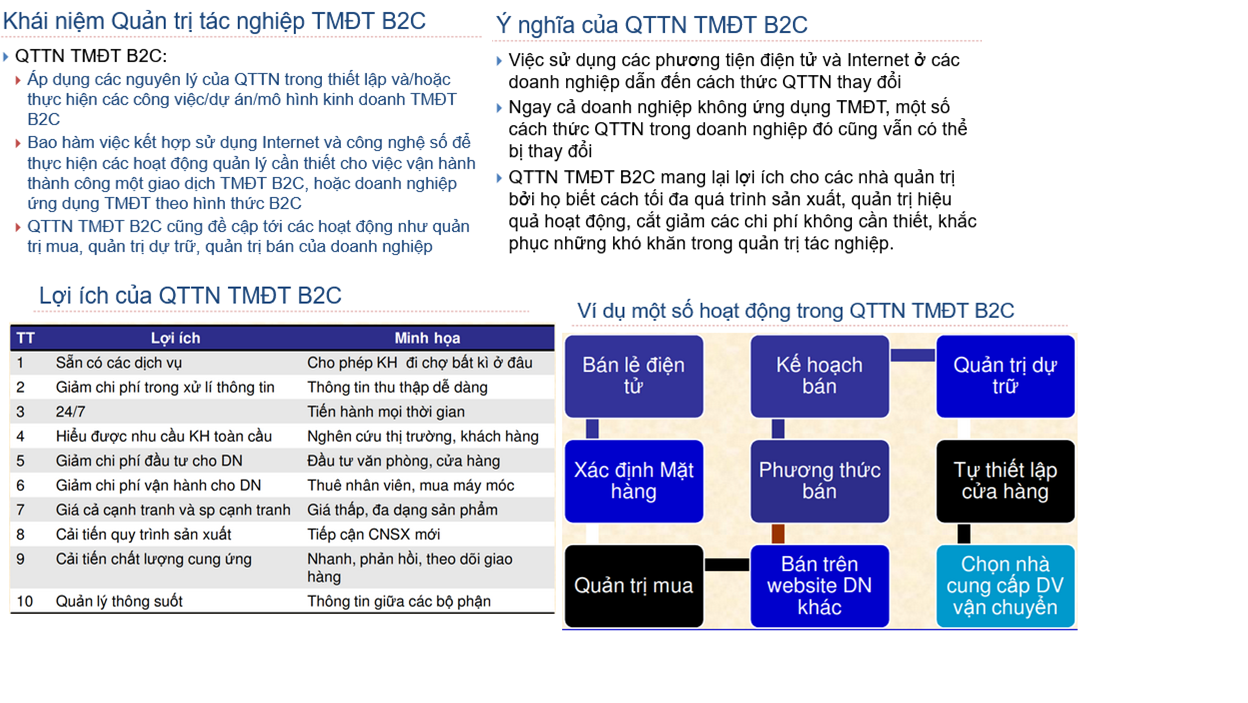 Khái niệm Quản trị tác nghiệp TMĐT B2C
QTTN TMĐT B2C:
Áp dụng các nguyên lý của QTTN trong thiết lập và/hoặc
thực hiện các công việc/dự án/mô hình kinh doanh TMĐT
B2C
Bao hàm việc kết hợp sử dụng Internet và công nghệ số để
thực hiện các hoạt động quản lý cần thiết cho việc vận hành
thành công một giao dịch TMĐT B2C, hoặc doanh nghiệp
ứng dụng TMĐT theo hình thức B2C
QTTN TMĐT B2C cũng đề cập tới các hoạt động như quản
trị mua, quản trị dự trữ, quản trị bán của doanh nghiệp
Ý nghĩa của QTTN TMĐT B2C
Việc sử dụng các phương tiện điện tử và Internet ở các
doanh nghiệp dẫn đến cách thức QTTN thay đổi
Ngay cả doanh nghiệp không ứng dụng TMĐT, một số
cách thức QTTN trong doanh nghiệp đó cũng vẫn có thể
bị thay đổi
QTTN TMĐT B2C mang lại lợi ích cho các nhà quản trị
bởi họ biết cách tối đa quá trình sản xuất, quản trị hiệu
quả hoạt động, cắt giảm các chi phí không cần thiết, khắc
phục những khó khăn trong quản trị tác nghiệp.
Lợi ích của QTTN TMĐT B2C
TT Lợi ích Minh họa
1 Sẵn có các dịch vụ Cho phép KH đi chợ bất kì ở đâu
2 Giảm chi phí trong xử lí thông tin Thông tin thu thập dễ dàng
3 24/7 Tiến hành mọi thời gian
4 Hiểu được nhu cầu KH toàn cầu Nghên cứu thị trường, khách hàng
5 Giảm chi phí đầu tư cho DN Đầu tư văn phòng, cửa hàng
6 Giảm chi phí vận hành cho DN Thuê nhân viên, mua máy móc
7 Giá cả cạnh tranh và sp cạnh tranh Giá thấp, đa dạng sản phẩm
8 Cải tiến quy trình sản xuất Tiếp cận CNSX mới
9 Cải tiến chất lượng cung ứng Nhanh, phản hồi, theo dõi giao
hàng
10 Quản lý thông suốt Thông tin giữa các bộ phận
Ví dụ một số hoạt động trong QTTN TMĐT B2C
Bán lẻ điện
tử
Xác định Mặt
hàng
Quản trị mua
Bán trên
website DN
khác
Phương thức
bán
Kế hoạch
bán
Quản trị dự
trữ
Tự thiết lập
cửa hàng
Chọn nhà
cung cấp DV
vận chuyển